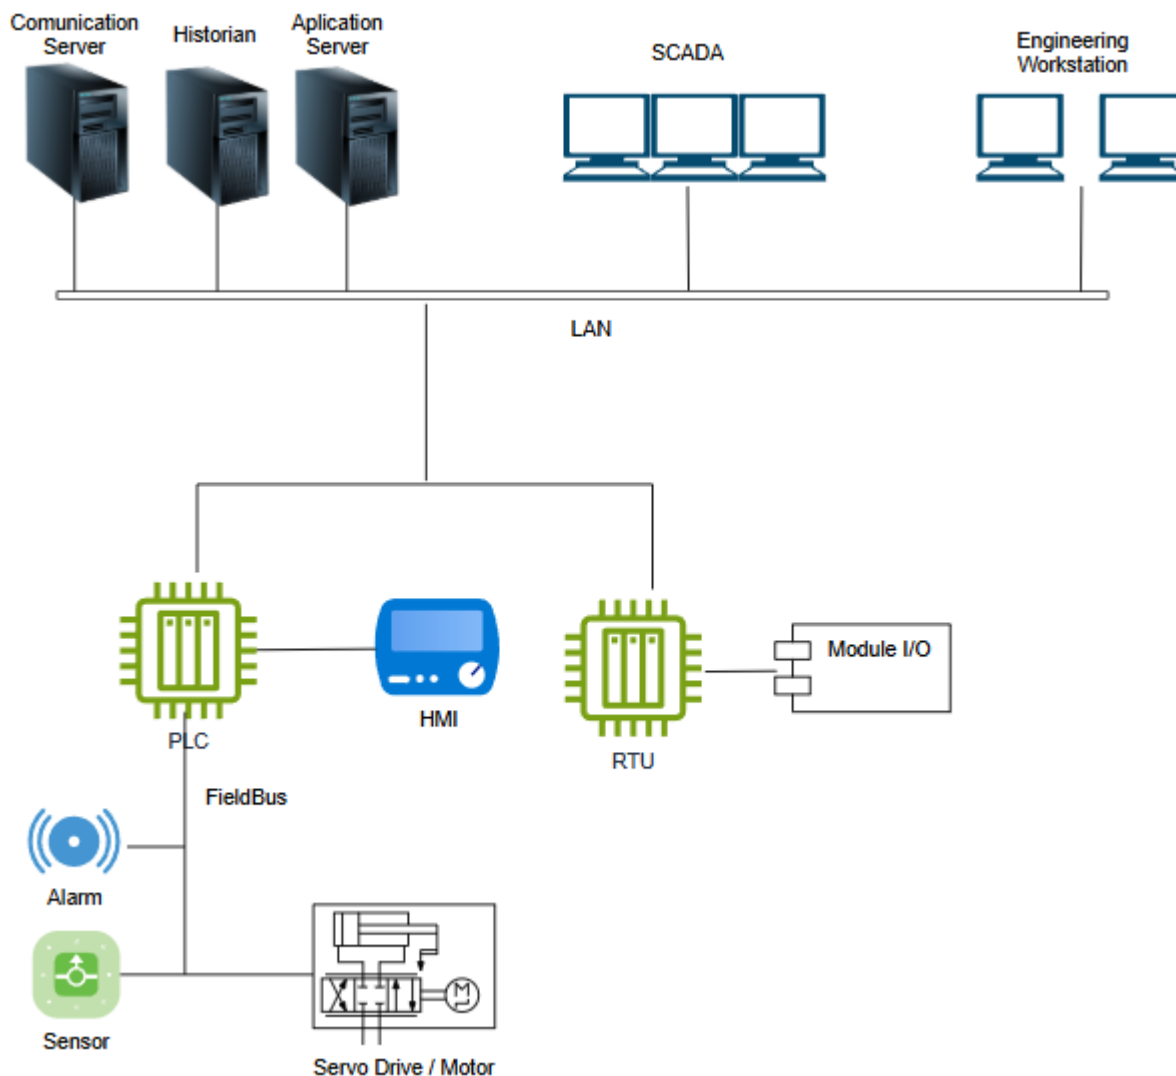 Comunication
Server
Historian
Aplication
Server
SCADA
Engineering
Workstation
LAN
PLC
HMI
RTU
Module I/O
FieldBus
Alarm
Sensor
M
Servo Drive / Motor